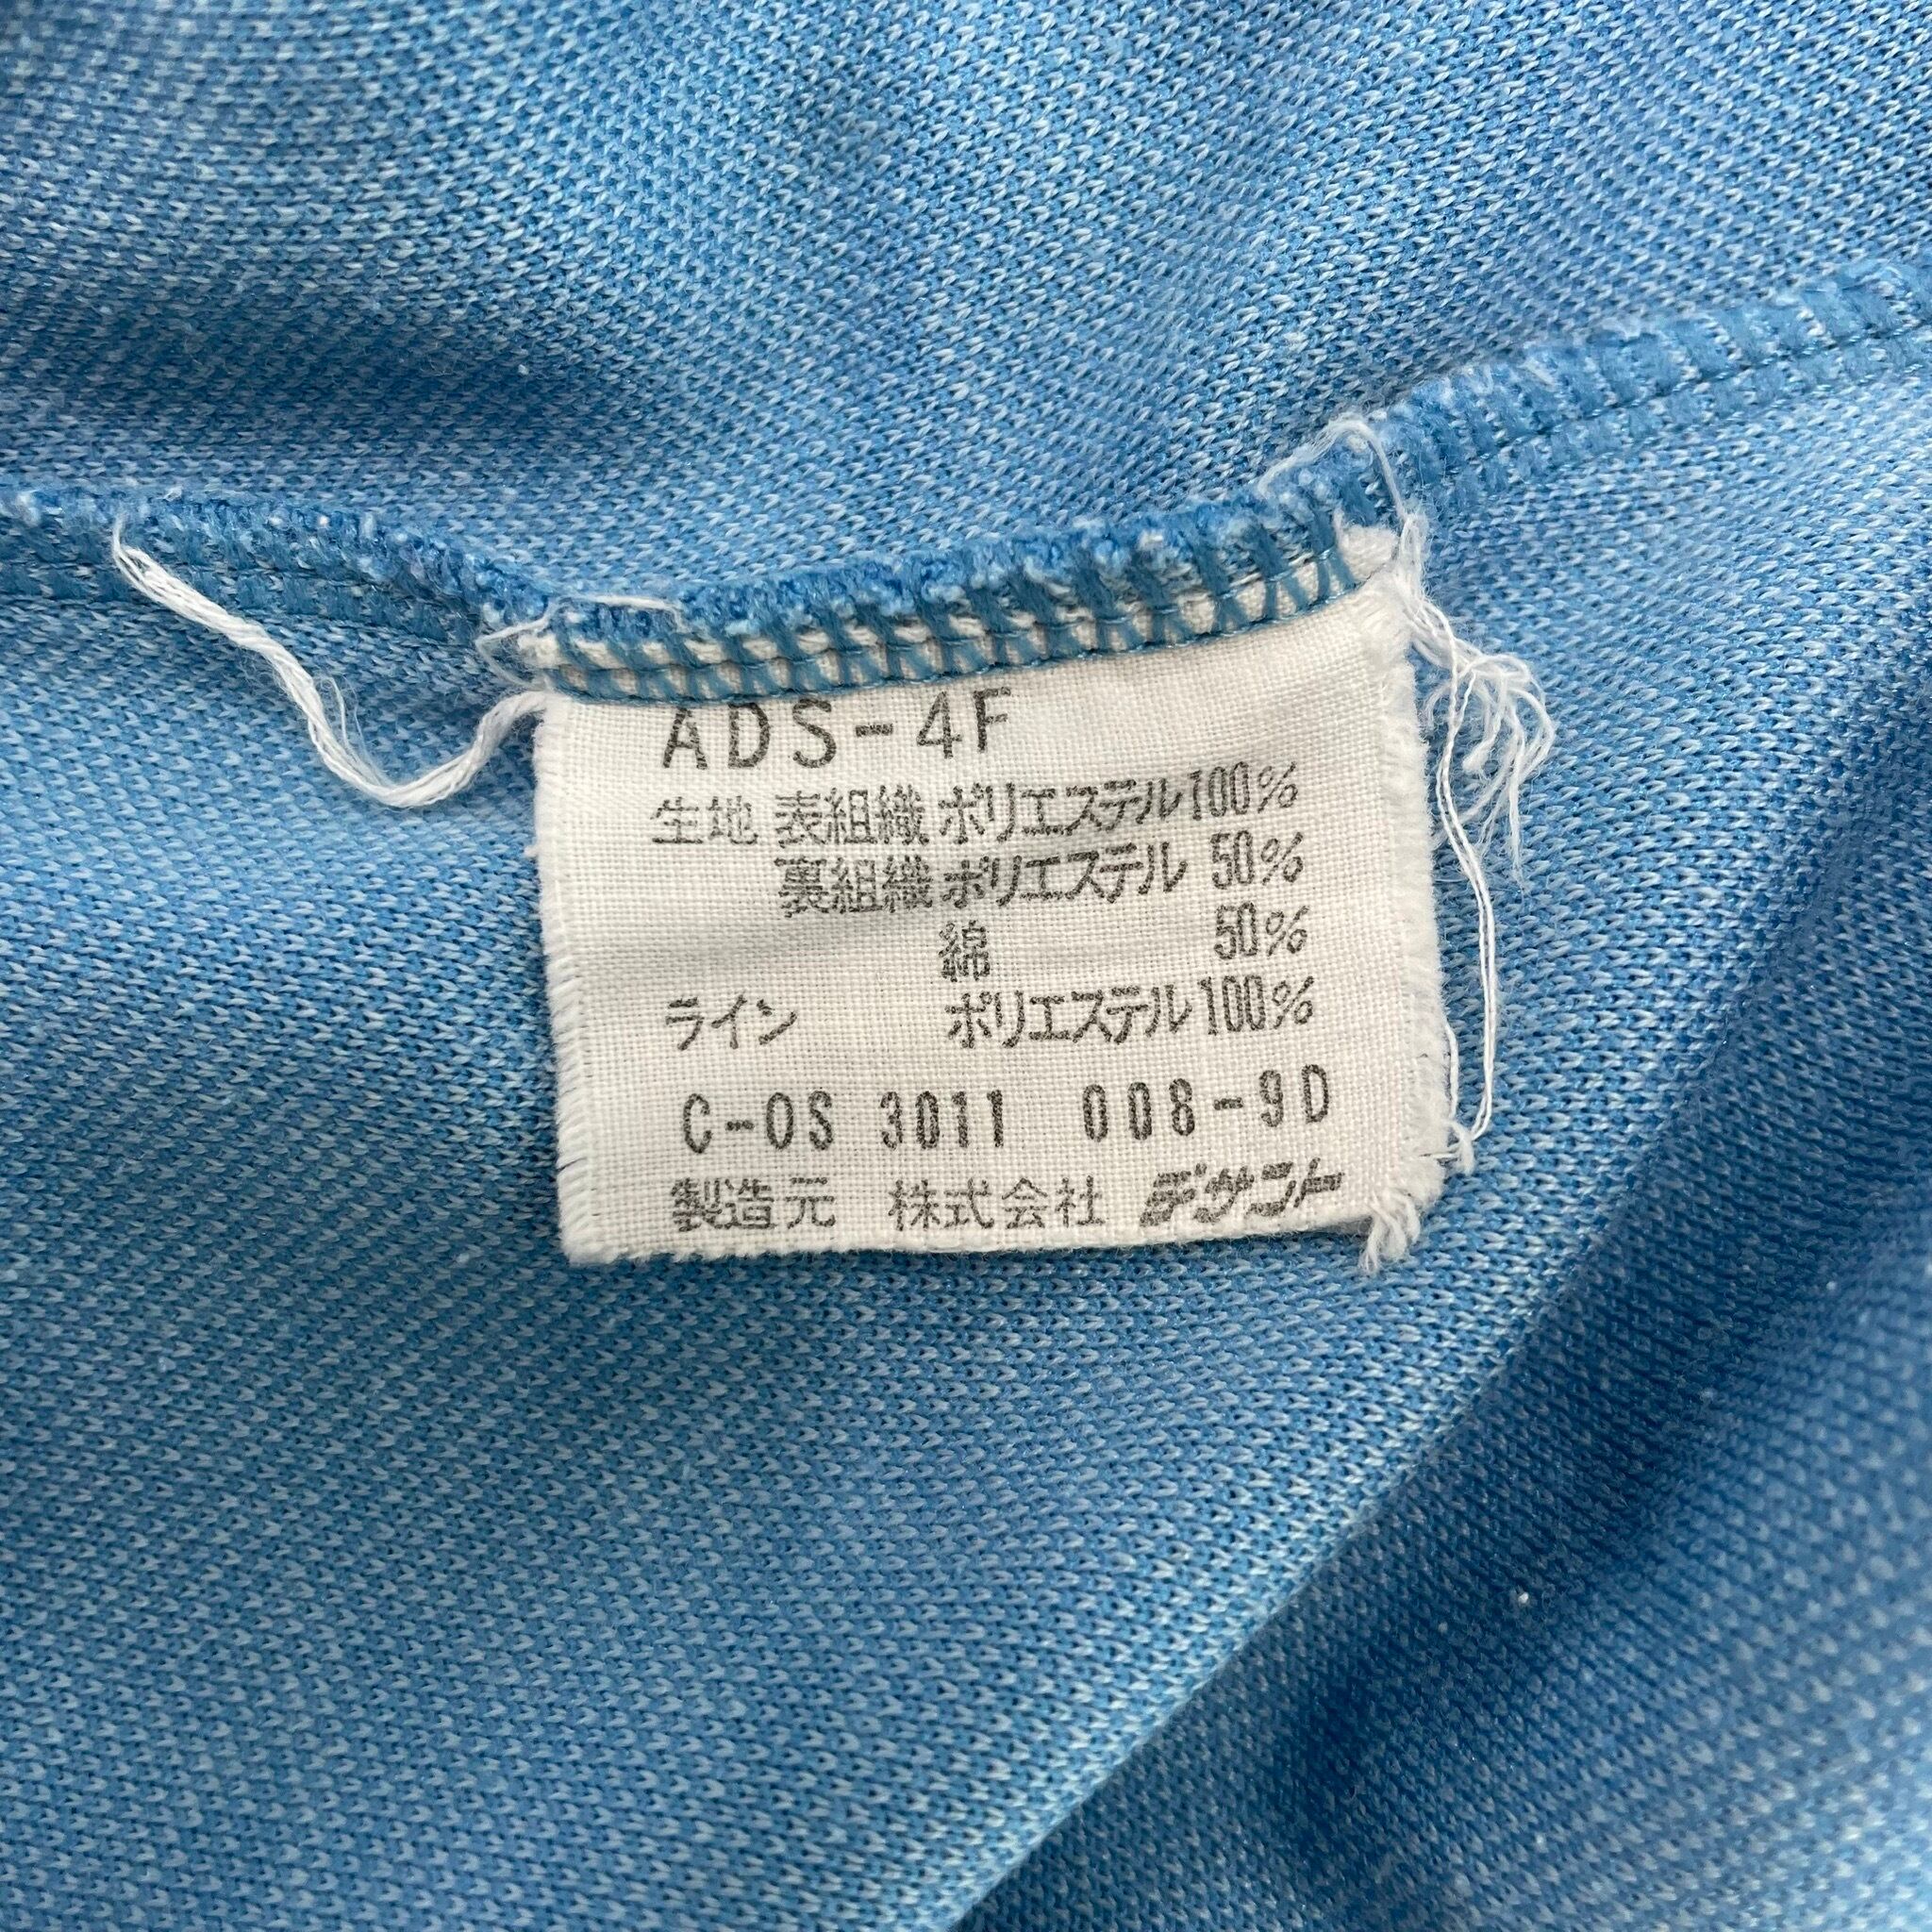 ADS-4F
生地 表組織 ポリエステル100%
裏組織 ポリエステル 50%
綿 50%
ライン ポリエステル100%
C-OS 3011 008-9D
製造元 株式会社 デサント